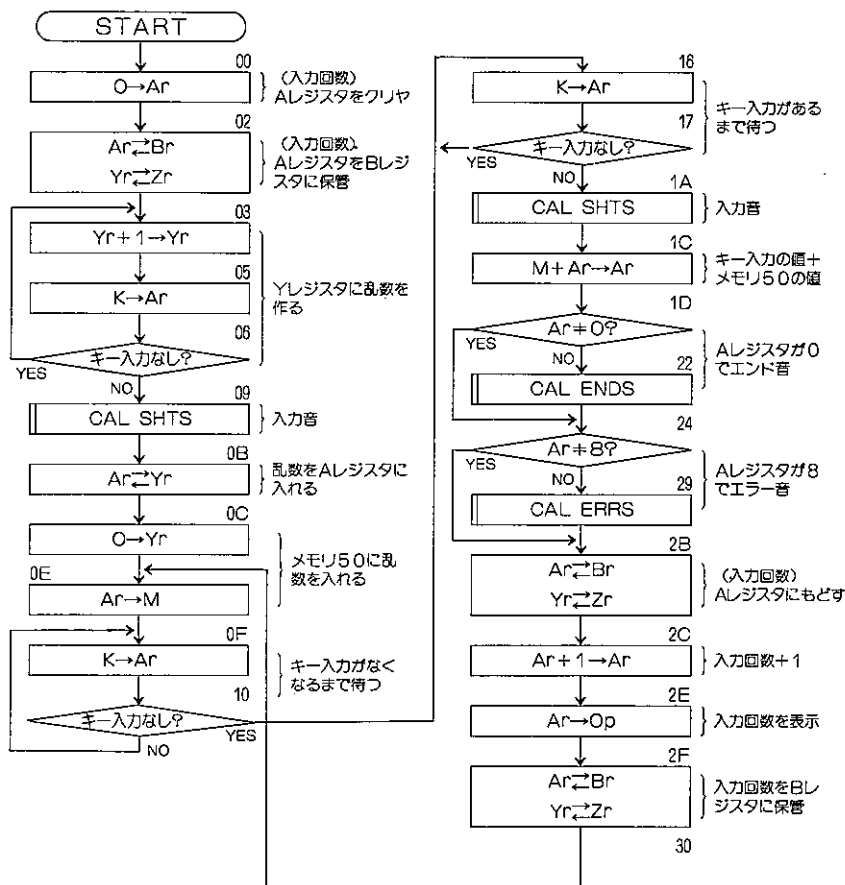 START
00
O→Ar
(入力回数)
Aレジスタをクリヤ
02
Ar⇄Br
Yr⇄Zr
(入力回数)
AレジスタをBレジ
スタに保管
03
Yr+1→Yr
05
K→Ar
06
キー入力なし?
YES
NO
Yレジスタに乱数を
作る
09
CAL SHTS
入力音
0B
Ar⇄Yr
乱数をAレジスタに
入れる
0C
O→Yr
0E
Ar→M
メモリ50に乱
数を入れる
0F
K→Ar
10
キー入力なし?
YES
NO
キー入力がなく
なるまで待つ
16
K→Ar
17
キー入力なし?
YES
NO
キー入力がある
まで待つ
1A
CAL SHTS
入力音
1C
M+Ar→Ar
キー入力の値+
メモリ50の値
1D
Ar≠0?
YES
NO
22
CAL ENDS
Aレジスタが0
でエンド音
24
Ar≠8?
YES
NO
29
CAL ERRS
Aレジスタが8
でエラー音
2B
Ar⇄Br
Yr⇄Zr
(入力回数)
Aレジスタにもどす
2C
Ar+1→Ar
入力回数+1
2E
Ar→Op
入力回数を表示
2F
Ar⇄Br
Yr⇄Zr
入力回数をBレ
ジスタに保管
30